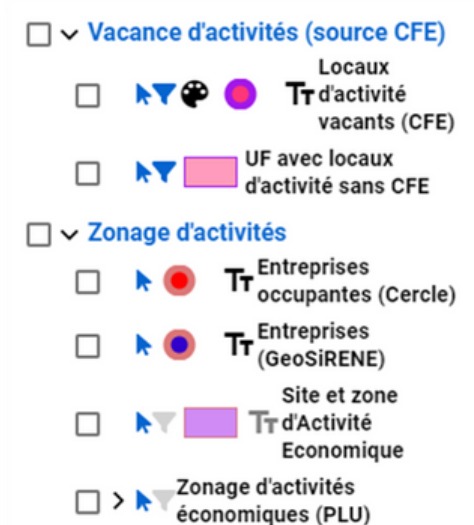 Vacance d'activités (source CFE)
Locaux
d'activité
vacants (CFE)
UF avec locaux
d'activité sans CFE
Zonage d'activités
Entreprises
occupantes (Cercle)
Entreprises
(GeoSiRENE)
Site et zone
d'Activité
Economique
Zonage d'activités
économiques (PLU)